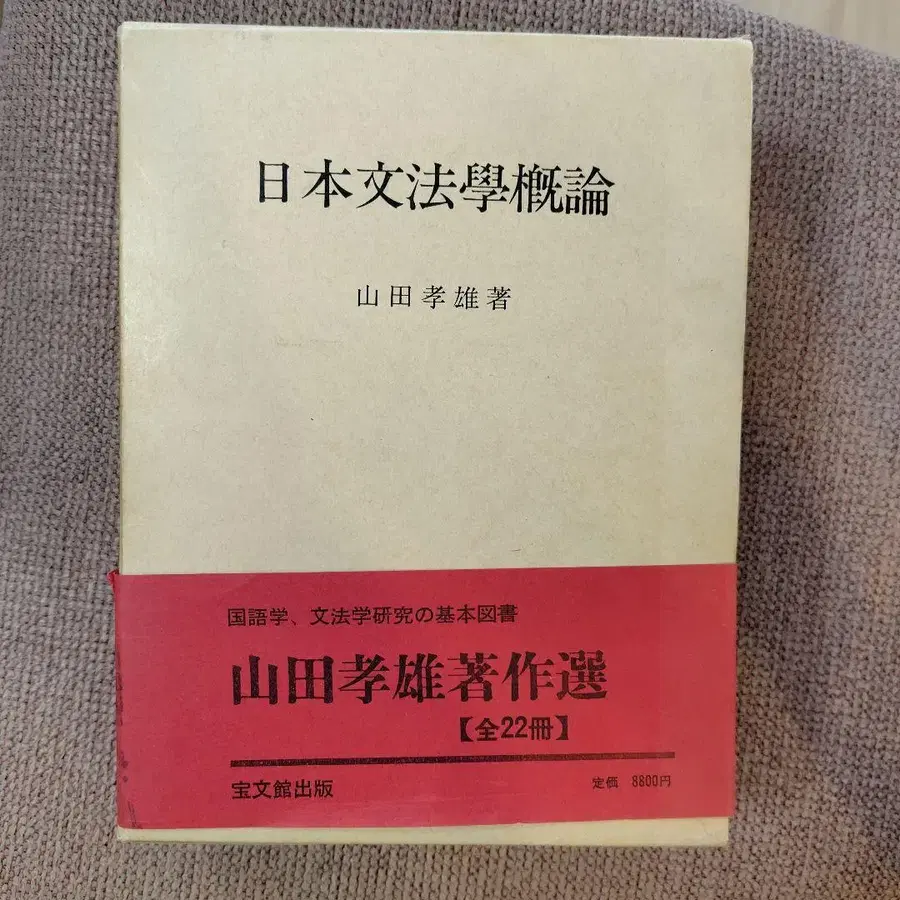 日本文法學槪論
山田孝雄著
国語学、文法学研究の基本図書
山田孝雄著作選
【全22冊】
宝文館出版
定価 8800円